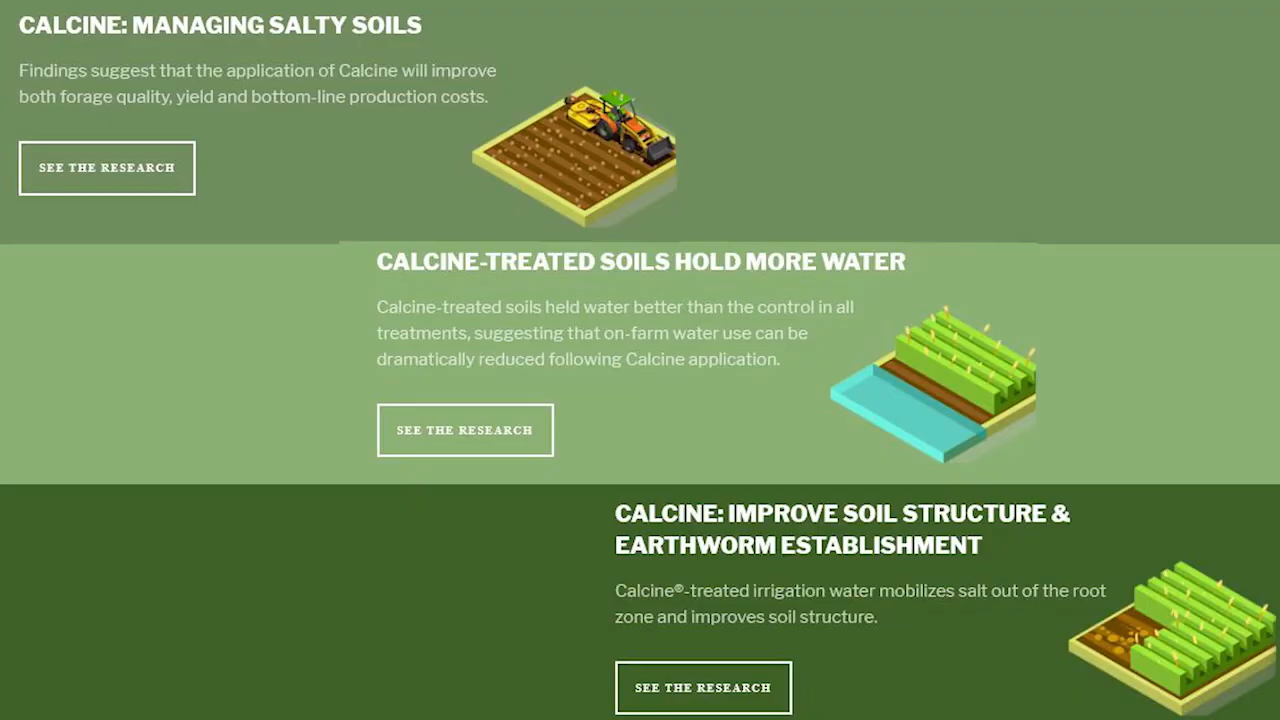 CALCINE: MANAGING SALTY SOILS
Findings suggest that the application of Calcine will improve
both forage quality, yield and bottom-line production costs.
SEE THE RESEARCH
CALCINE-TREATED SOILS HOLD MORE WATER
Calcine-treated soils held water better than the control in all
treatments, suggesting that on-farm water use can be
dramatically reduced following Calcine application.
SEE THE RESEARCH
CALCINE: IMPROVE SOIL STRUCTURE &
EARTHWORM ESTABLISHMENT
Calcine®-treated irrigation water mobilizes salt out of the root
zone and improves soil structure.
SEE THE RESEARCH